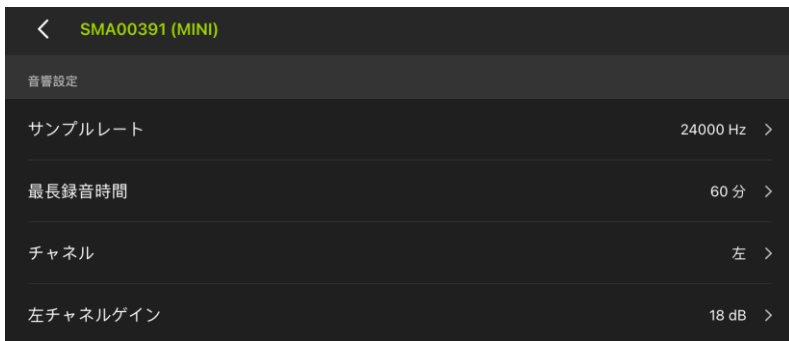 SMA00391 (MINI)
音響設定
サンプルレート 24000 Hz
最長録音時間 60 分
チャネル 左
左チャネルゲイン 18 dB